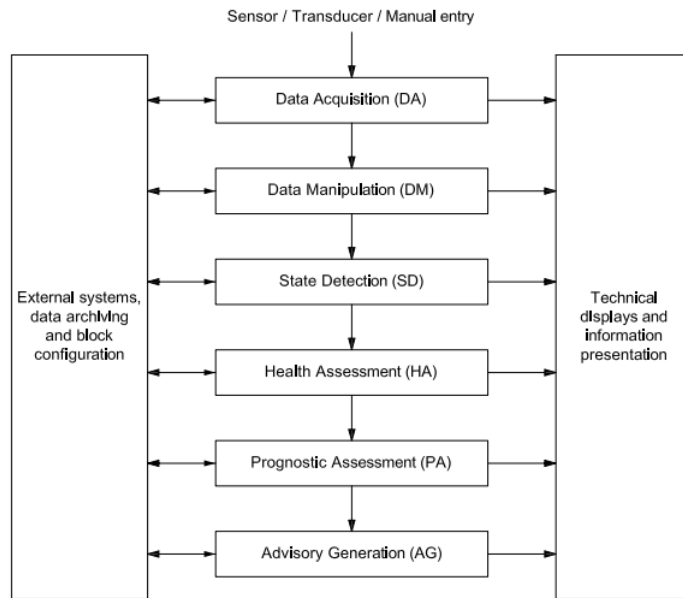 Sensor / Transducer / Manual entry
Data Acquisition (DA)
Data Manipulation (DM)
State Detection (SD)
External systems,
data archiving
and block
configuration
Technical
displays and
information
presentation
Health Assessment (HA)
Prognostic Assessment (PA)
Advisory Generation (AG)